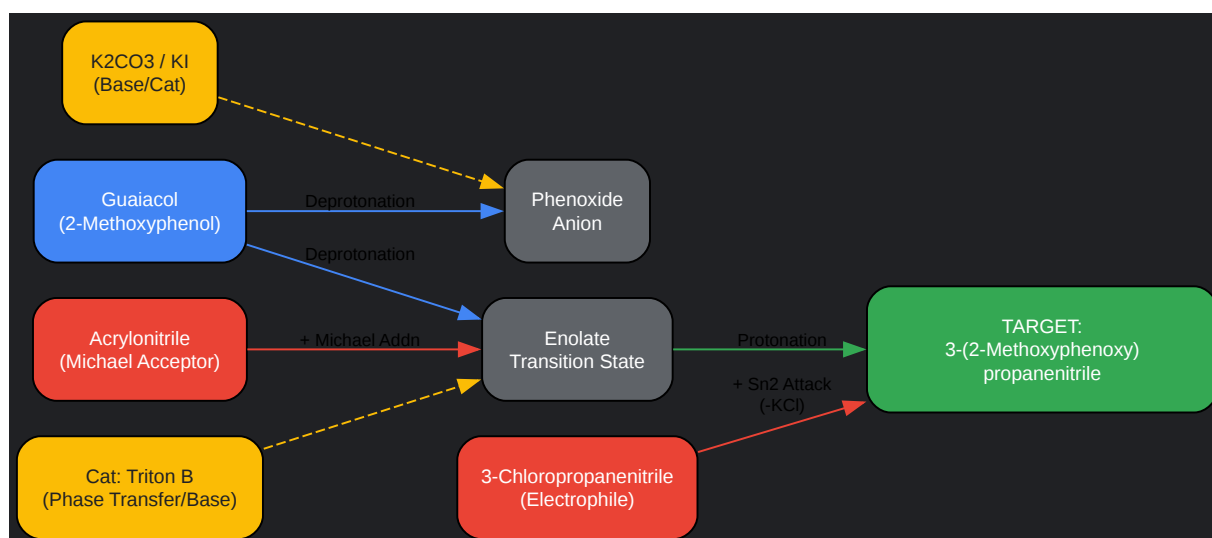 K2CO3 / KI
(Base/Cat)
Guaiacol
(2-Methoxyphenol)
Deprotonation
Phenoxide
Anion
Deprotonation
Acrylonitrile
(Michael Acceptor)
+ Michael Addn
Enolate
Transition State
Protonation
TARGET:
3-(2-Methoxyphenoxy)
propanenitrile
+ Sn2 Attack
(-KCl)
Cat: Triton B
(Phase Transfer/Base)
3-Chloropropanenitrile
(Electrophile)